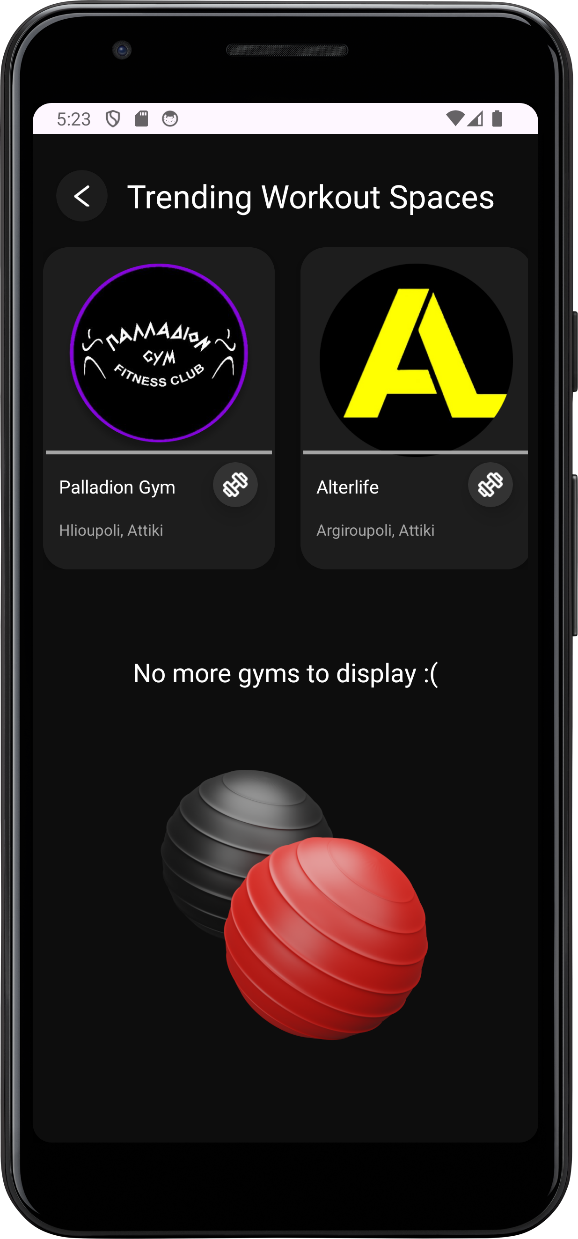 5:23
Trending Workout Spaces
ΠΑΛΛΑΔΙΟΝ
GYM
FITNESS CLUB
AL
Palladion Gym
Alterlife
Hlioupoli, Attiki
Argiroupoli, Attiki
No more gyms to display :(